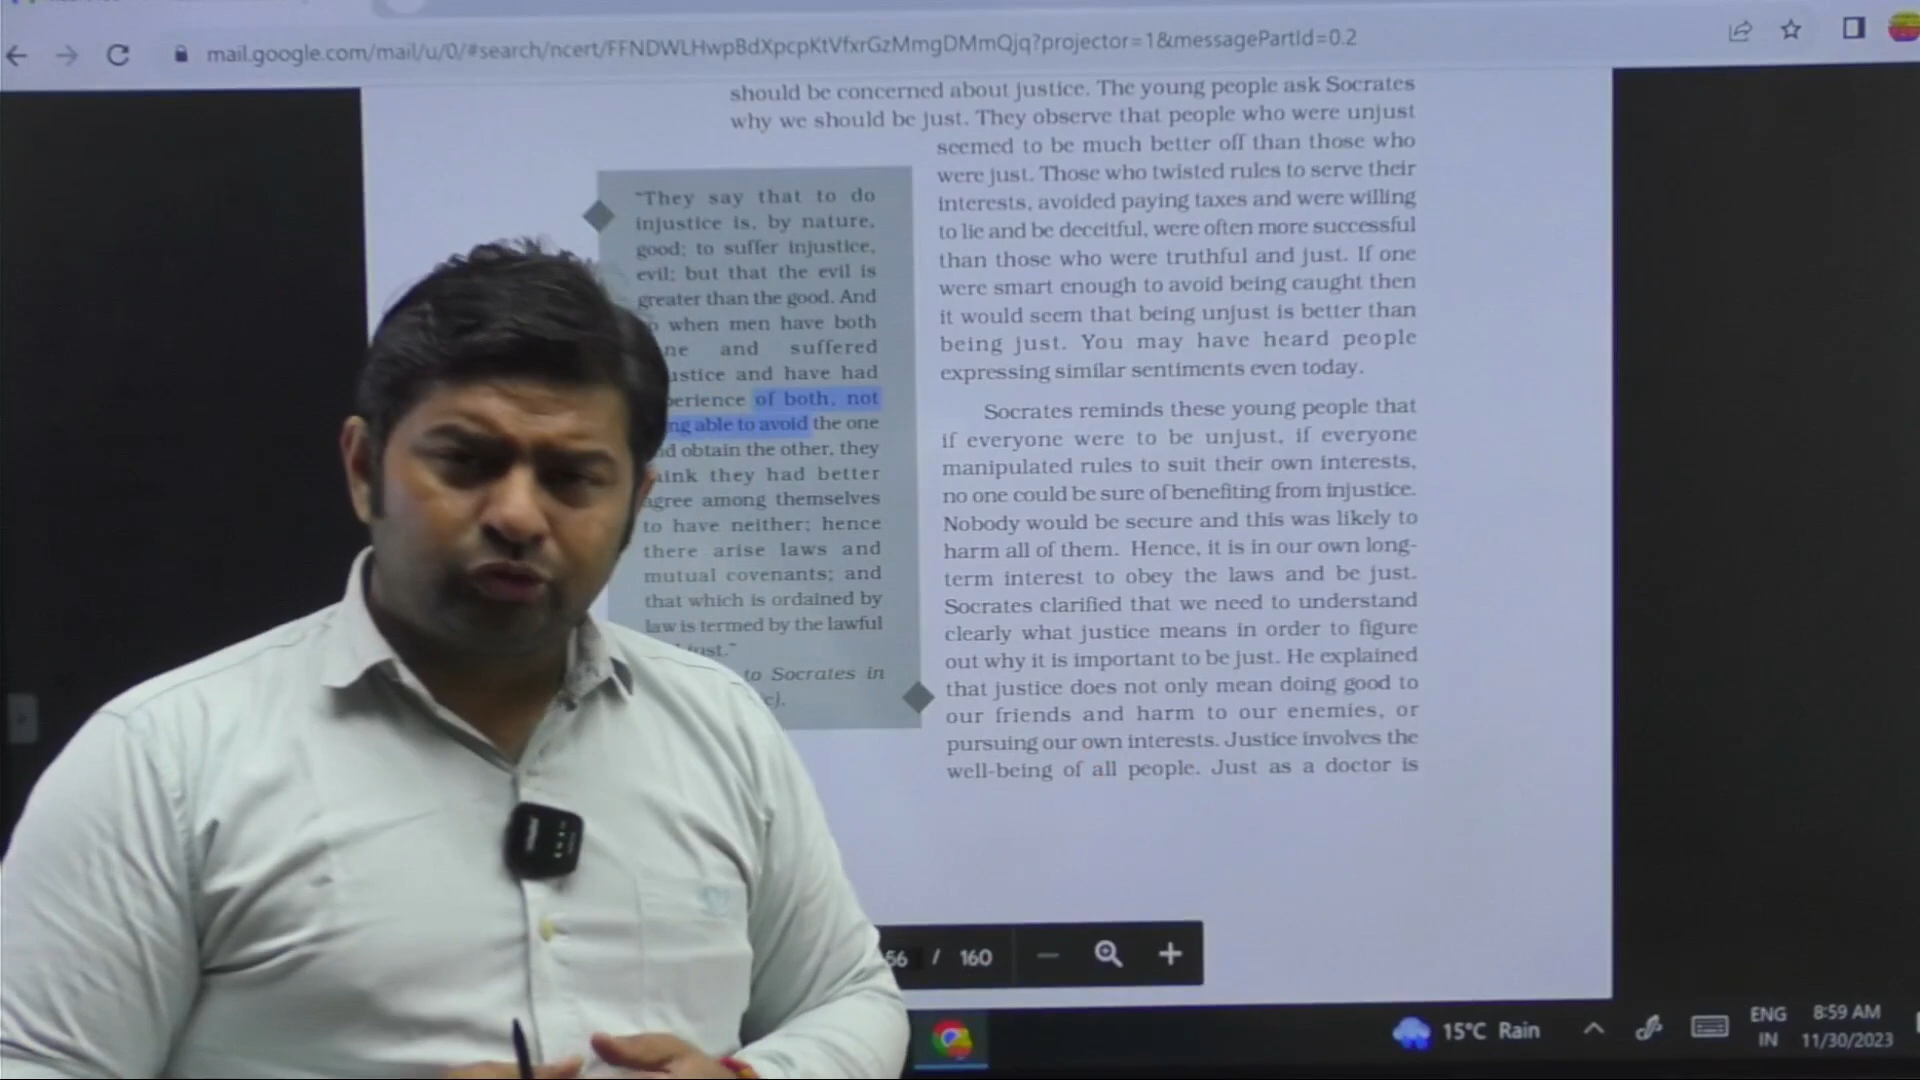 mail.google.com/mail/u/0/#search/ncert/FFNDWLHwpBdXpcpKtVfxrGzMmgDMmQjq?projector=1&messagePartId=0.2
should be concerned about justice. The young people ask Socrates
why we should be just. They observe that people who were unjust
seemed to be much better off than those who
were just. Those who twisted rules to serve their
interests, avoided paying taxes and were willing
to lie and be deceitful, were often more successful
than those who were truthful and just. If one
were smart enough to avoid being caught then
it would seem that being unjust is better than
being just. You may have heard people
expressing similar sentiments even today.
"They say that to do
injustice is, by nature,
good; to suffer injustice,
evil; but that the evil is
greater than the good. And
when men have both
and suffered
and have had
of both, not
able to avoid the one
obtain the other, they
they had better
agree among themselves
to have neither; hence
there arise laws and
mutual covenants; and
that which is ordained by
law is termed by the lawful
to Socrates in
Socrates reminds these young people that
if everyone were to be unjust, if everyone
manipulated rules to suit their own interests,
no one could be sure of benefiting from injustice.
Nobody would be secure and this was likely to
harm all of them. Hence, it is in our own long-
term interest to obey the laws and be just.
Socrates clarified that we need to understand
clearly what justice means in order to figure
out why it is important to be just. He explained
that justice does not only mean doing good to
our friends and harm to our enemies, or
pursuing our own interests. Justice involves the
well-being of all people. Just as a doctor is
56 / 160
15°C Rain
ENG
IN
8:59 AM
11/30/2023